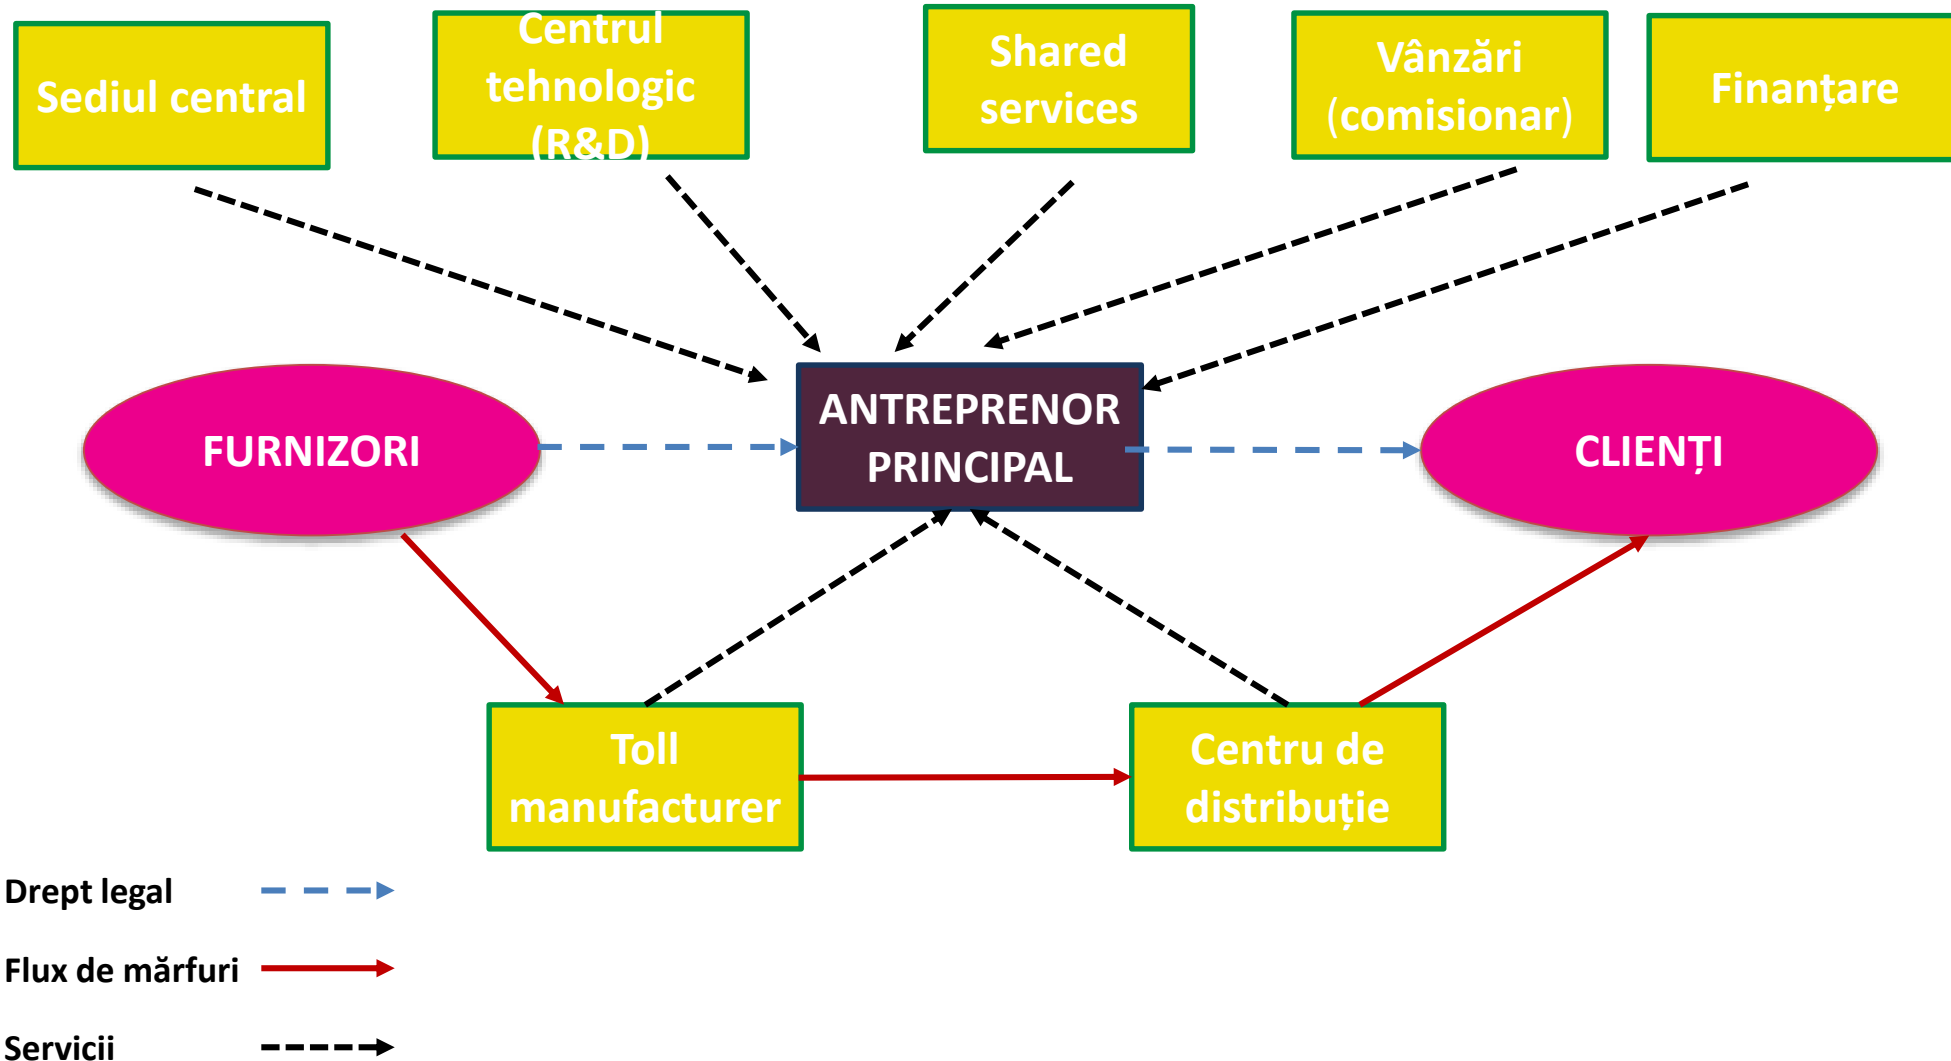 Sediul central
Centrul
tehnologic
(R&D)
Shared
services
Vânzări
(comisionar)
Finanțare
FURNIZORI
ANTREPRENOR
PRINCIPAL
CLIENȚI
Toll
manufacturer
Centru de
distribuție
Drept legal
Flux de mărfuri
Servicii